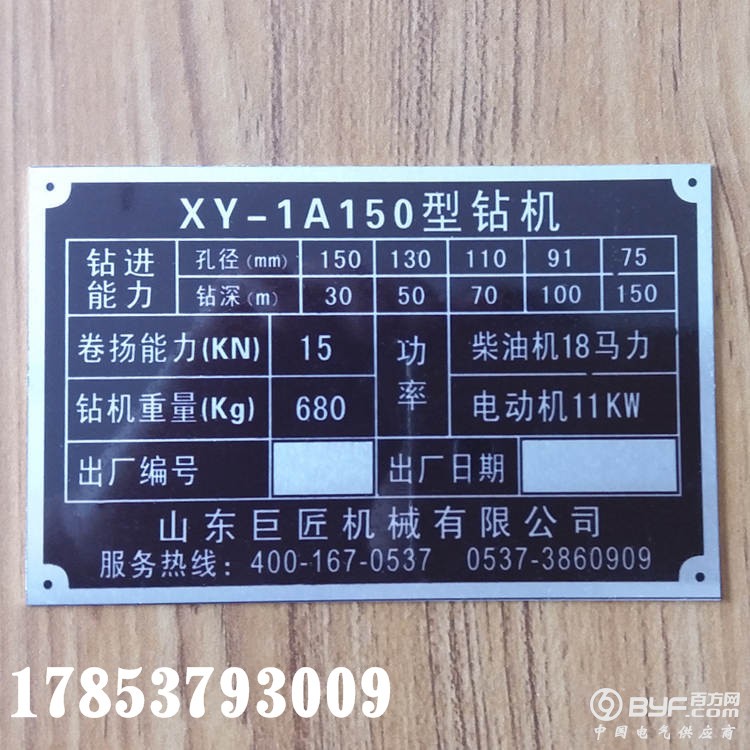 XY-1A150型钻机
钻进能力 孔径(mm) 150 130 110 91 75
钻深(m) 30 50 70 100 150
卷扬能力(KN) 15 功率 柴油机18马力
钻机重量(Kg) 680 电动机11KW
出厂编号 出厂日期
山东巨匠机械有限公司
服务热线：400-167-0537 0537-3860909
17853793009
BYF.百方网
中国电气供应商